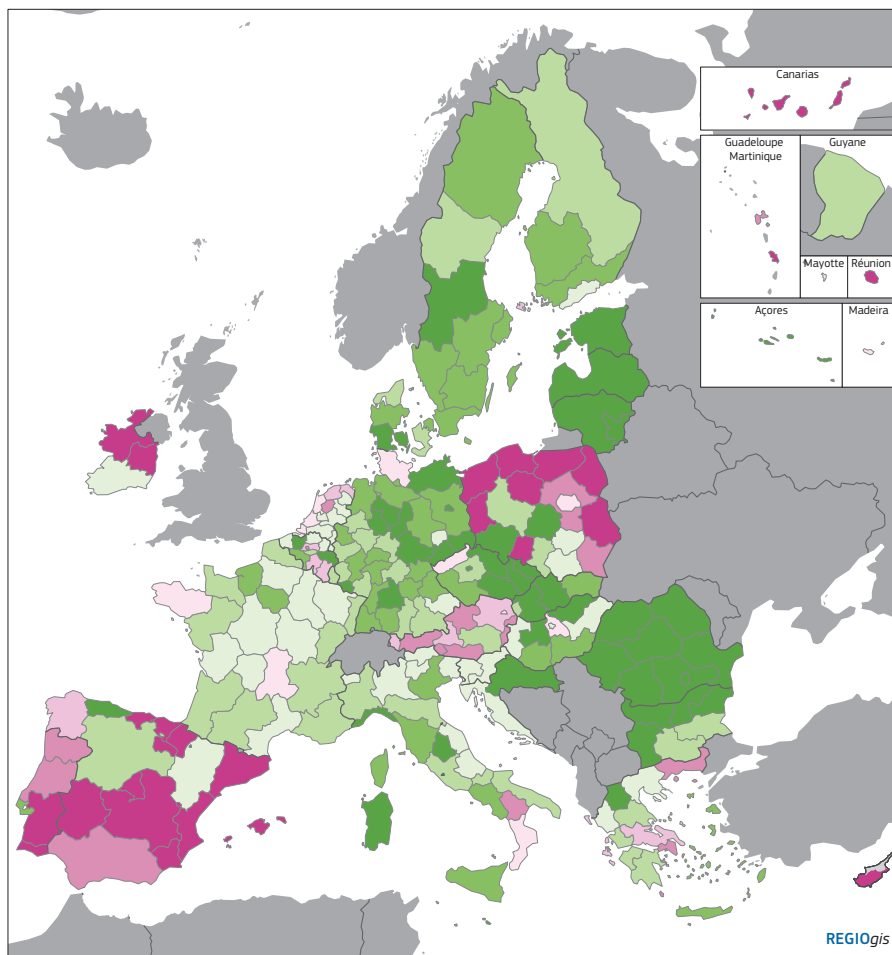 Canarias
Guadeloupe
Martinique
Guyane
Mayotte
Réunion
Açores
Madeira
REGIOgis